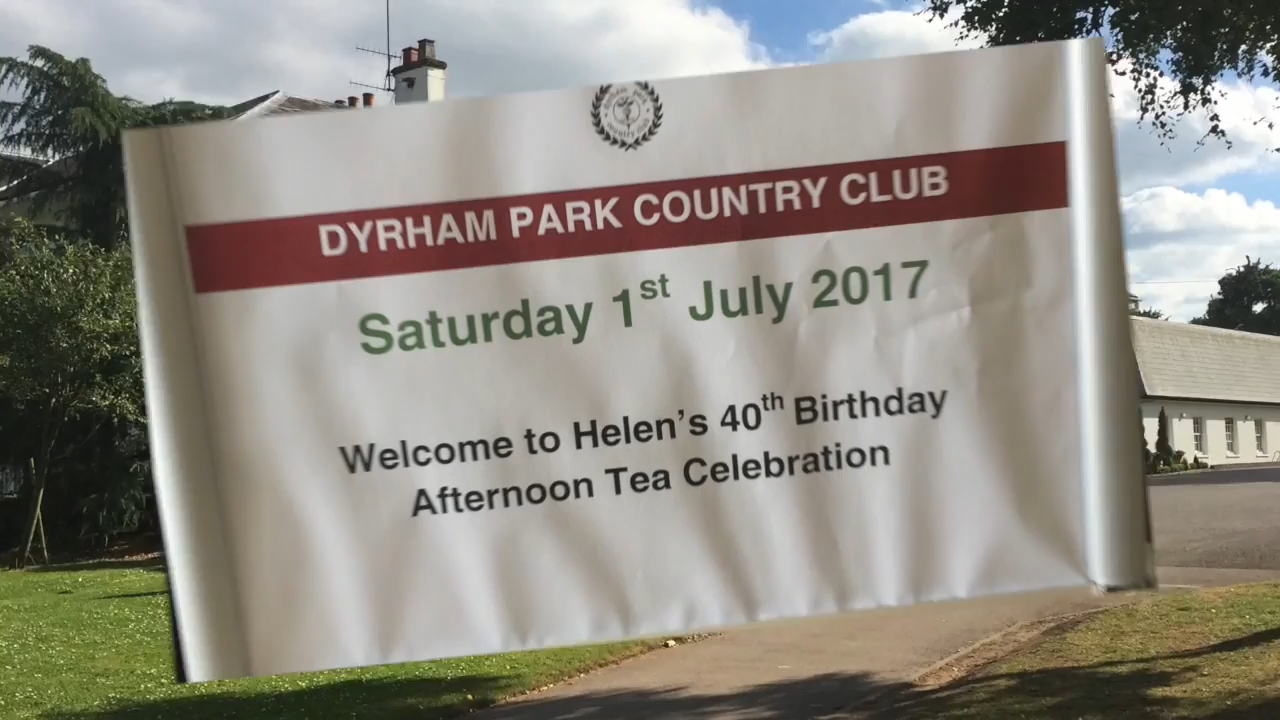 DYRHAM PARK COUNTRY CLUB
Saturday 1st July 2017
Welcome to Helen's 40th Birthday
Afternoon Tea Celebration